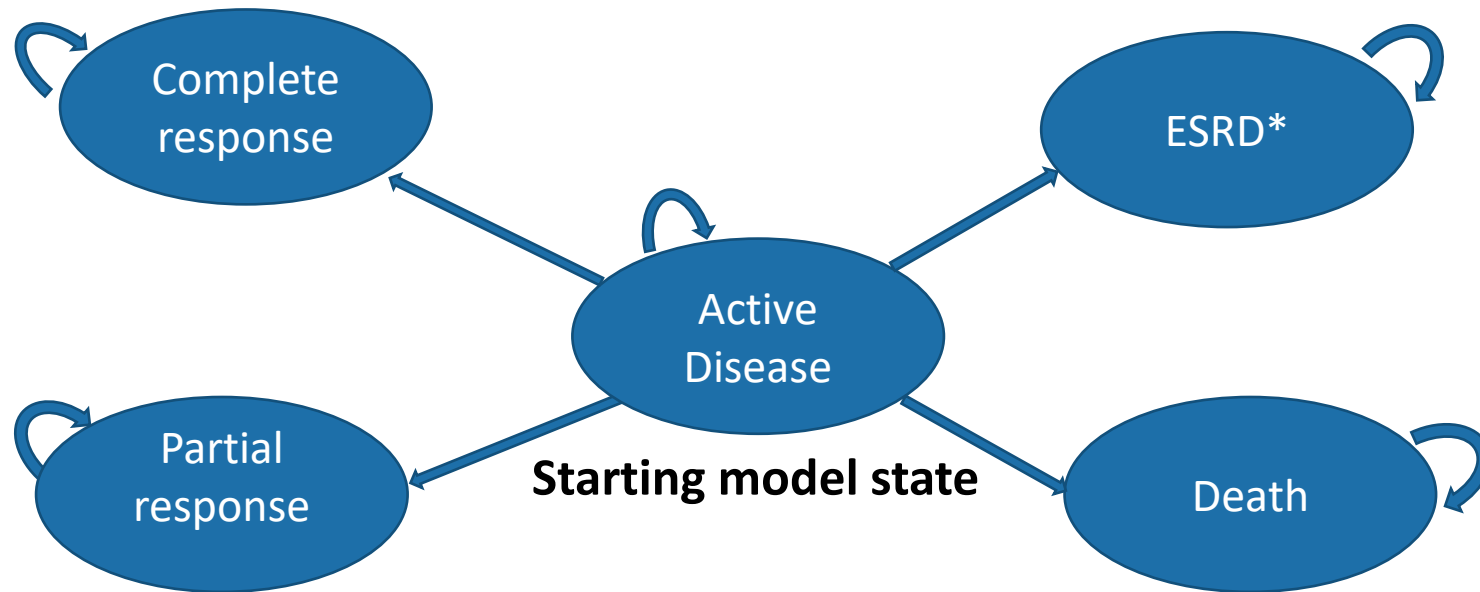 Complete
response
ESRD*
Active
Disease
Partial
response
Starting model state
Death